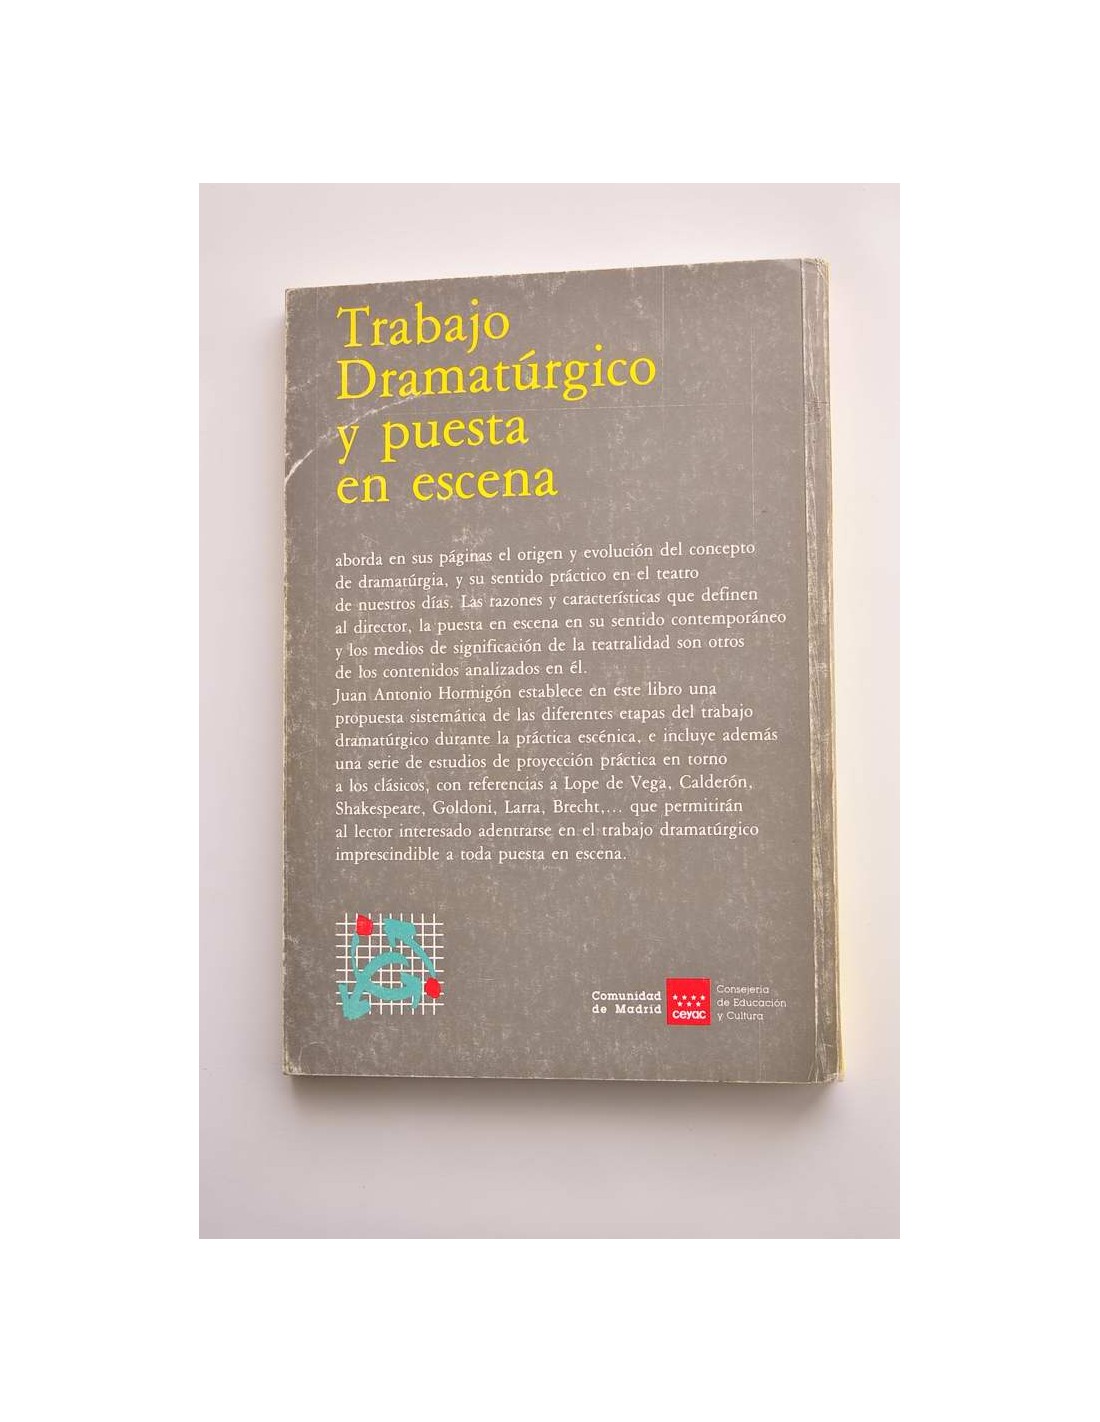 Trabajo
Dramatúrgico
y puesta
en escena
aborda en sus páginas el origen y evolución del concepto
de dramatúrgia, y su sentido práctico en el teatro
de nuestros días. Las razones y características que definen
al director, la puesta en escena en su sentido contemporáneo
y los medios de significación de la teatralidad son otros
de los contenidos analizados en él.
Juan Antonio Hormigón establece en este libro una
propuesta sistemática de las diferentes etapas del trabajo
dramatúrgico durante la práctica escénica, e incluye además
una serie de estudios de proyección práctica en torno
a los clásicos, con referencias a Lope de Vega, Calderón,
Shakespeare, Goldoni, Larra, Brecht,... que permitirán
al lector interesado adentrarse en el trabajo dramatúrgico
imprescindible a toda puesta en escena.
Comunidad
de Madrid
ceyac
Consejería
de Educación
y Cultura